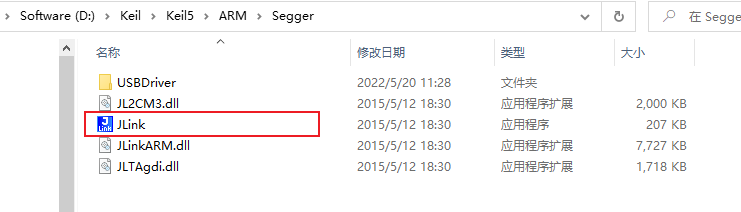 Software (D:) > Keil > Keil5 > ARM > Segger 在 Segge
名称 修改日期 类型 大小
USBDriver 2022/5/20 11:28 文件夹
JL2CM3.dll 2015/5/12 18:30 应用程序扩展 2,000 KB
JLink 2015/5/12 18:30 应用程序 207 KB
JLinkARM.dll 2015/5/12 18:30 应用程序扩展 7,727 KB
JLTAgdi.dll 2015/5/12 18:30 应用程序扩展 1,718 KB